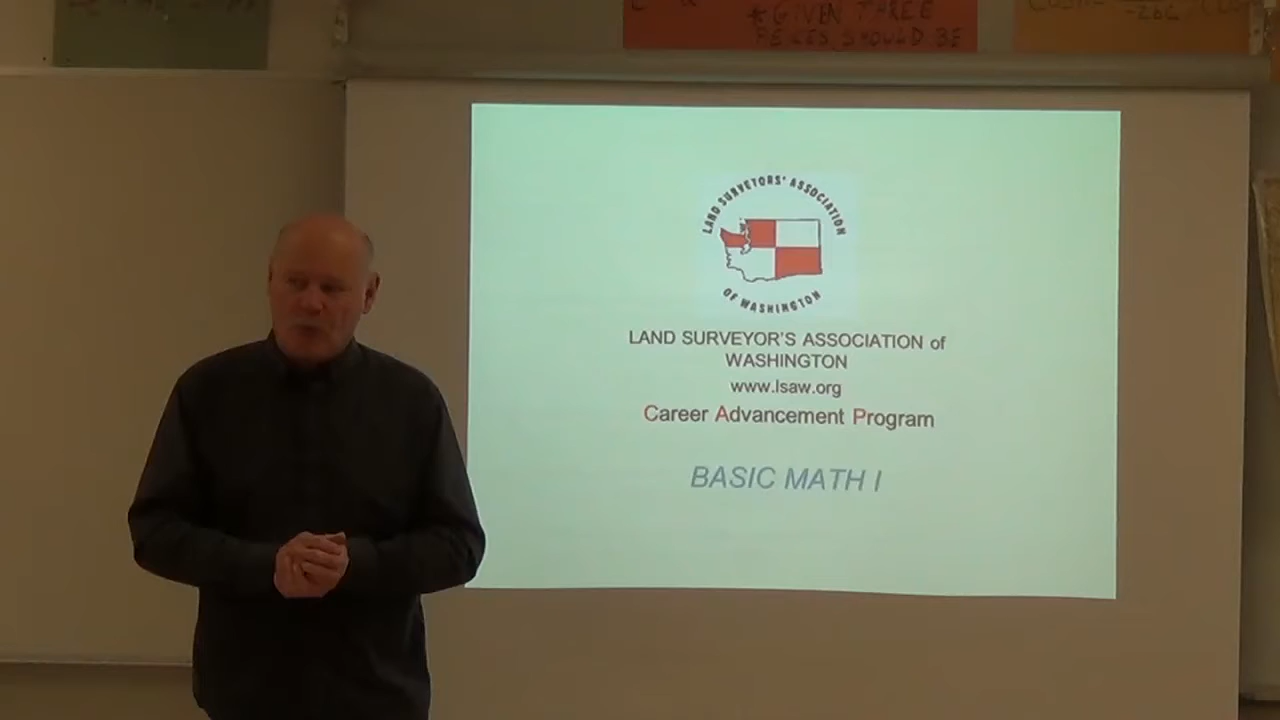 * GIVEN THREE
PEICES SHOULD BE
LAND SURVEYORS' ASSOCIATION
OF WASHINGTON
LAND SURVEYOR'S ASSOCIATION of
WASHINGTON
www.lsaw.org
Career Advancement Program
BASIC MATH I